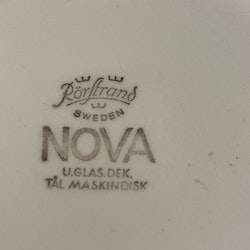 Rörstrand
SWEDEN
NOVA
U.GLAS.DEK.
TÅL MASKINDISK